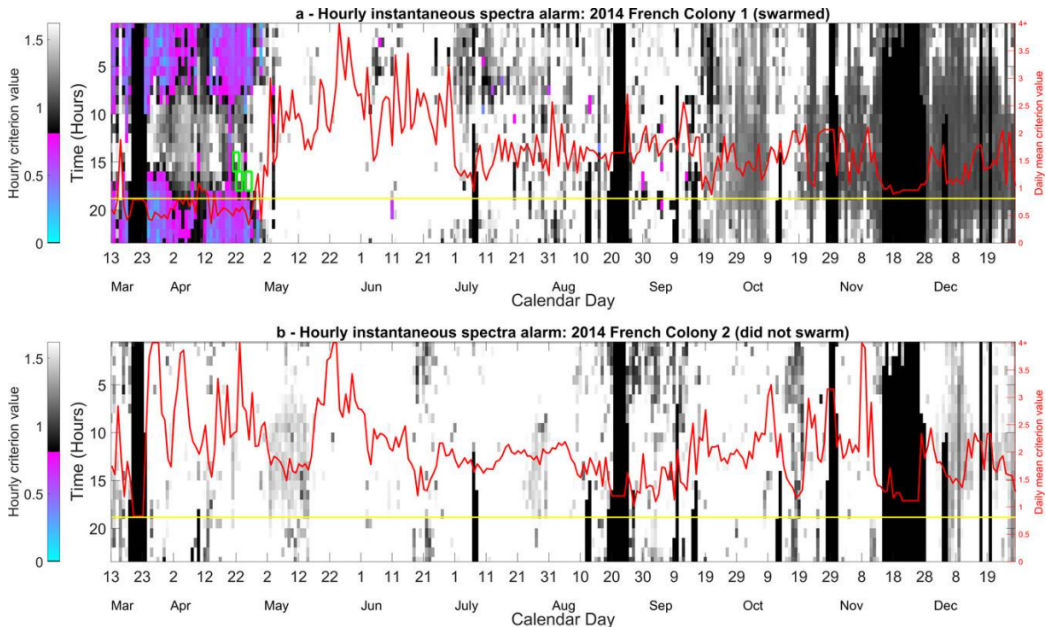 a - Hourly instantaneous spectra alarm: 2014 French Colony 1 (swarmed)
Hourly criterion value
1.5
1
0.5
0
Time (Hours)
5
10
15
20
4+
3.5
3
2.5
2
1.5
1
0.5
0
Daily mean criterion value
13 23 2 12 22 2 12 22 1 11 21 1 11 21 31 10 20 30 9 19 29 9 19 29 8 18 28 8 19
Mar Apr May Jun July Aug Sep Oct Nov Dec
Calendar Day
b - Hourly instantaneous spectra alarm: 2014 French Colony 2 (did not swarm)
Hourly criterion value
1.5
1
0.5
0
Time (Hours)
5
10
15
20
4+
3.5
3
2.5
2
1.5
1
0.5
0
Daily mean criterion value
13 23 2 12 22 2 12 22 1 11 21 1 11 21 31 10 20 30 9 19 29 9 19 29 8 18 28 8 19
Mar Apr May Jun July Aug Sep Oct Nov Dec
Calendar Day